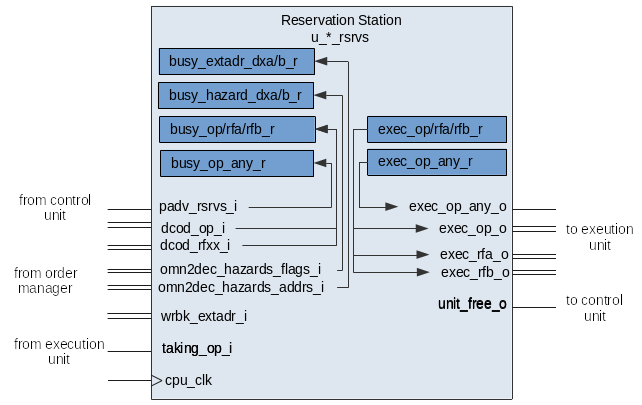 Reservation Station
u_*_rsrvs
busy_extadr_dxa/b_r
busy_hazard_dxa/b_r
busy_op/rfa/rfb_r
exec_op/rfa/rfb_r
busy_op_any_r
exec_op_any_r
from control
unit
padv_rsrvs_i
exec_op_any_o
dcod_op_i
exec_op_o
to exeution
unit
dcod_rfxx_i
exec_rfa_o
from order
manager
omn2dec_hazards_flags_i
exec_rfb_o
omn2dec_hazards_addrs_i
unit_free_o
to control
unit
wrbk_extadr_i
from execution
unit
taking_op_i
cpu_clk